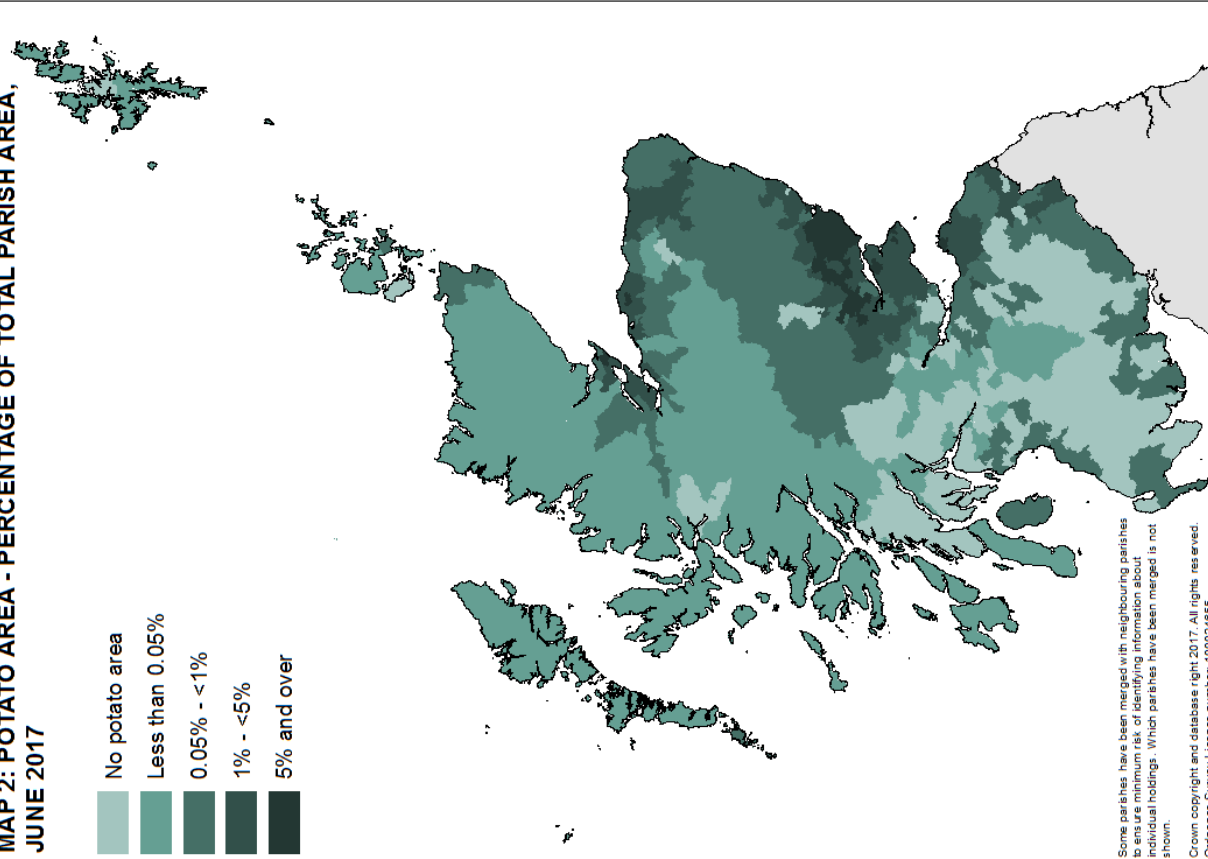 MAP 2: POTATO AREA - PERCENTAGE OF TOTAL PARISH AREA,
JUNE 2017
No potato area
Less than 0.05%
0.05% - <1%
1% - <5%
5% and over
Some parishes have been merged with neighbouring parishes
to ensure minimum risk of identifying information about
individual holdings. Which parishes have been merged is not
shown.
Crown copyright and database right 2017. All rights reserved.